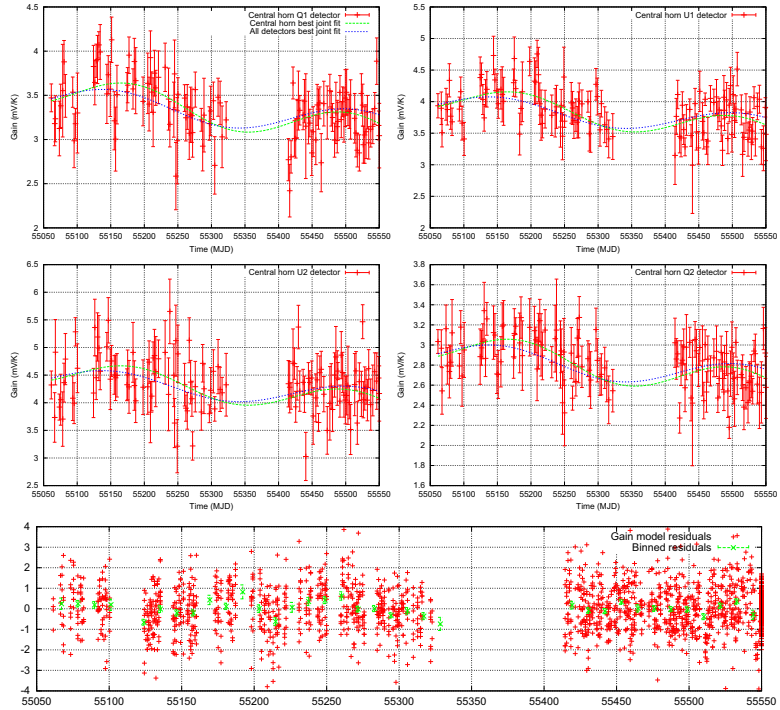 Central horn Q1 detector
Central horn best joint fit
All detectors best joint fit
Gain (mV/K)
4.5
4
3.5
3
2.5
2
55050 55100 55150 55200 55250 55300 55350 55400 55450 55500 55550
Time (MJD)
Central horn U1 detector
Gain (mV/K)
5
4.5
4
3.5
3
2.5
2
55050 55100 55150 55200 55250 55300 55350 55400 55450 55500 55550
Time (MJD)
Central horn U2 detector
Gain (mV/K)
6.5
6
5.5
5
4.5
4
3.5
3
2.5
55050 55100 55150 55200 55250 55300 55350 55400 55450 55500 55550
Time (MJD)
Central horn Q2 detector
Gain (mV/K)
3.8
3.6
3.4
3.2
3
2.8
2.6
2.4
2.2
2
1.8
1.6
55050 55100 55150 55200 55250 55300 55350 55400 55450 55500 55550
Time (MJD)
Gain model residuals
Binned residuals
4
3
2
1
0
-1
-2
-3
-4
55050 55100 55150 55200 55250 55300 55350 55400 55450 55500 55550